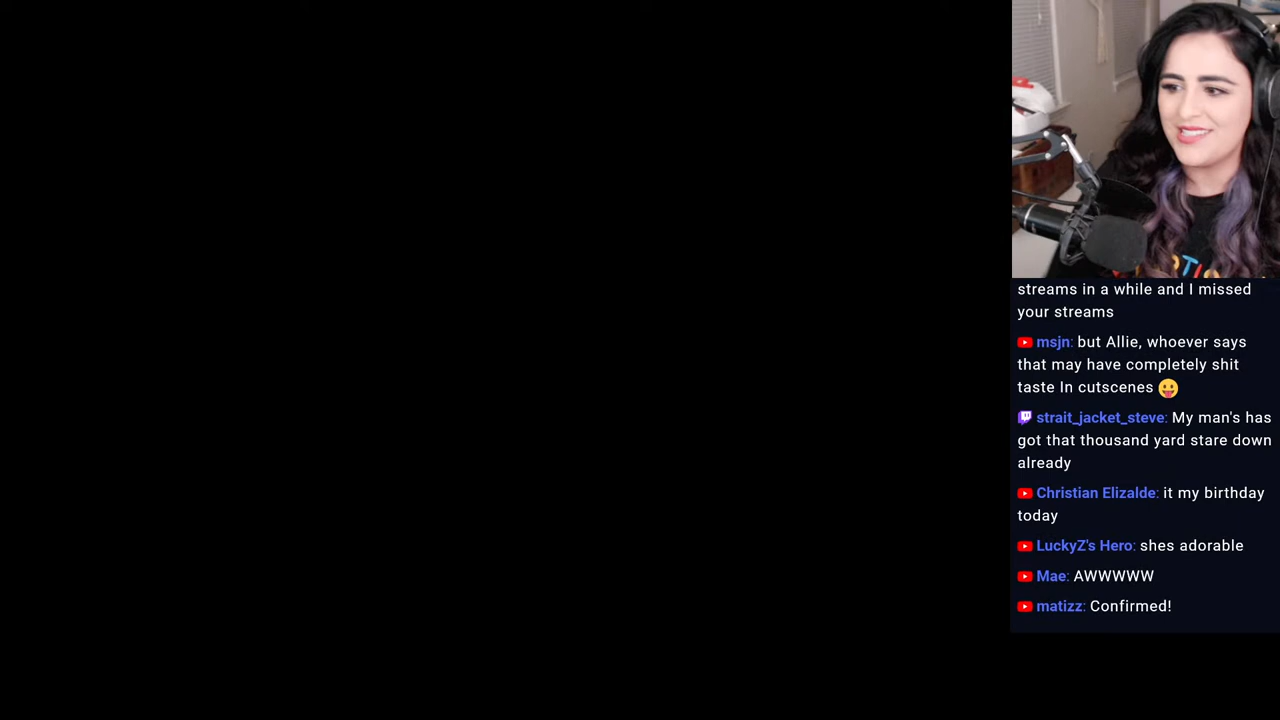 streams in a while and I missed
your streams
msjn: but Allie, whoever says
that may have completely shit
taste In cutscenes 😛
strait_jacket_steve: My man's has
got that thousand yard stare down
already
Christian Elizalde: it my birthday
today
LuckyZ's Hero: shes adorable
Mae: AWWWWW
matizz: Confirmed!